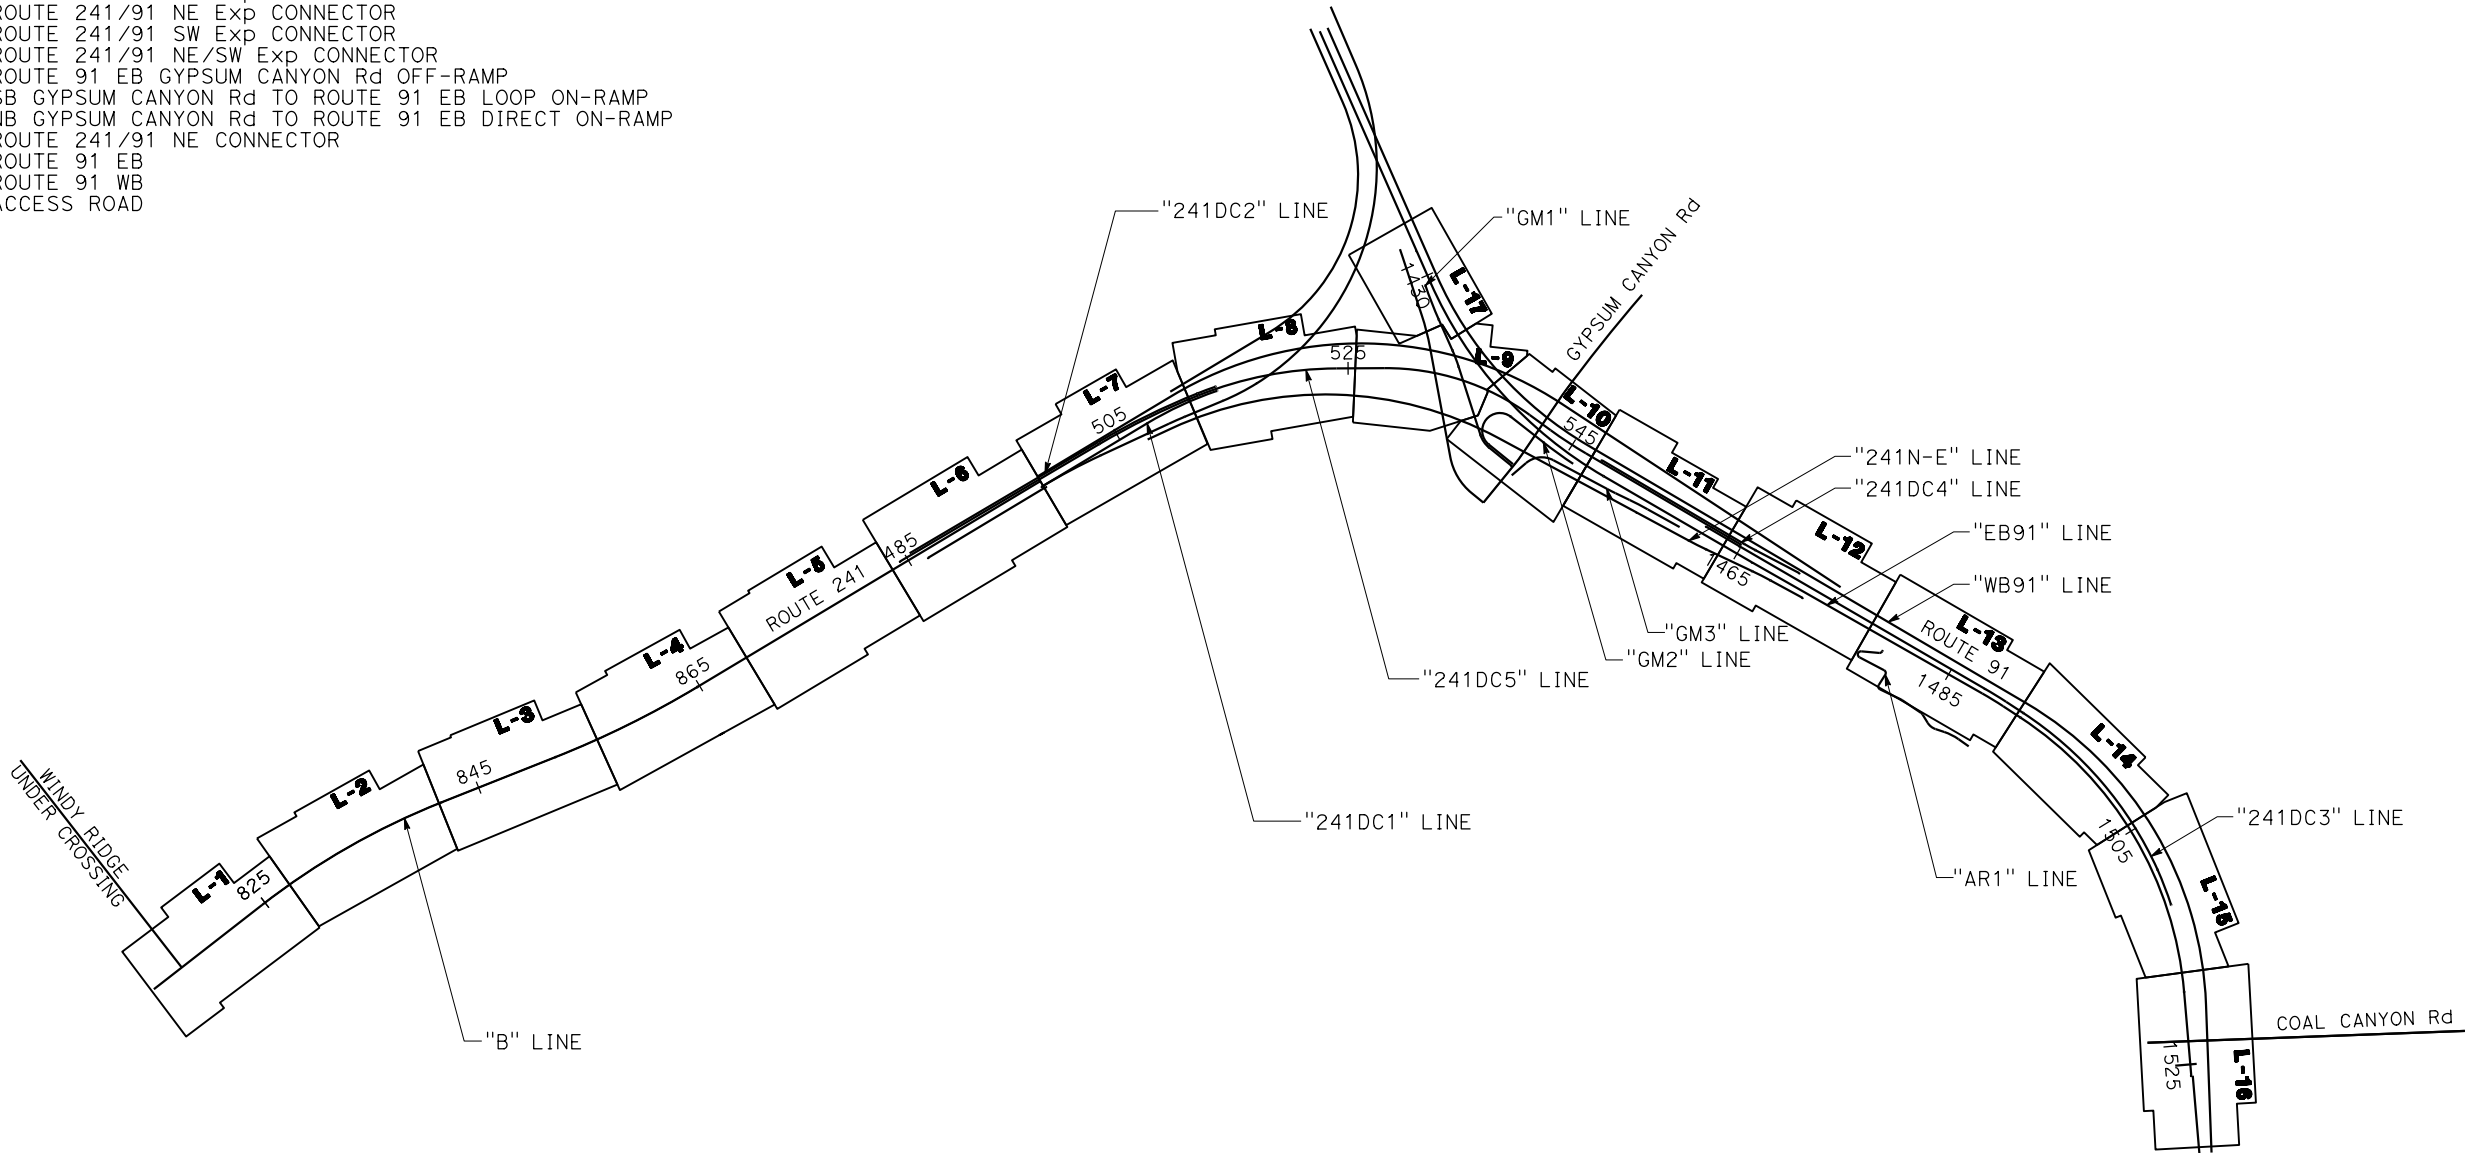 ROUTE 241/91 NE Exp CONNECTOR
ROUTE 241/91 SW Exp CONNECTOR
ROUTE 241/91 NE/SW Exp CONNECTOR
ROUTE 91 EB GYPSUM CANYON Rd OFF-RAMP
SB GYPSUM CANYON Rd TO ROUTE 91 EB LOOP ON-RAMP
NB GYPSUM CANYON Rd TO ROUTE 91 EB DIRECT ON-RAMP
ROUTE 241/91 NE CONNECTOR
ROUTE 91 EB
ROUTE 91 WB
ACCESS ROAD
"241DC2" LINE
"GM1" LINE
GYPSUM CANYON Rd
1430
L-17
L-8
525
L-9
L-7
505
L-10
545
L-6
485
L-11
"241N-E" LINE
"241DC4" LINE
"EB91" LINE
L-12
1465
"WB91" LINE
L-5
ROUTE 241
L-4
865
"GM3" LINE
"GM2" LINE
"241DC5" LINE
L-13
ROUTE 91
1485
L-3
845
L-14
L-2
WINDY RIDGE
UNDER CROSSING
"241DC1" LINE
1505
"241DC3" LINE
L-1
825
"AR1" LINE
L-15
"B" LINE
COAL CANYON Rd
1525
L-16